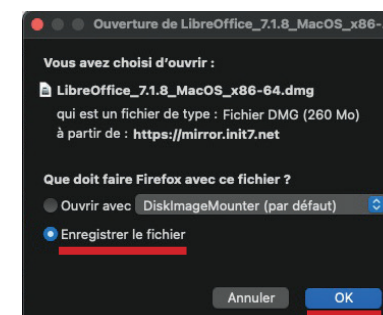 Ouverture de LibreOffice_7.1.8_MacOS_x86-
Vous avez choisi d'ouvrir :
LibreOffice_7.1.8_MacOS_x86-64.dmg
qui est un fichier de type : Fichier DMG (260 Mo)
à partir de : https://mirror.init7.net
Que doit faire Firefox avec ce fichier ?
Ouvrir avec DiskImageMounter (par défaut)
Enregistrer le fichier
Annuler OK